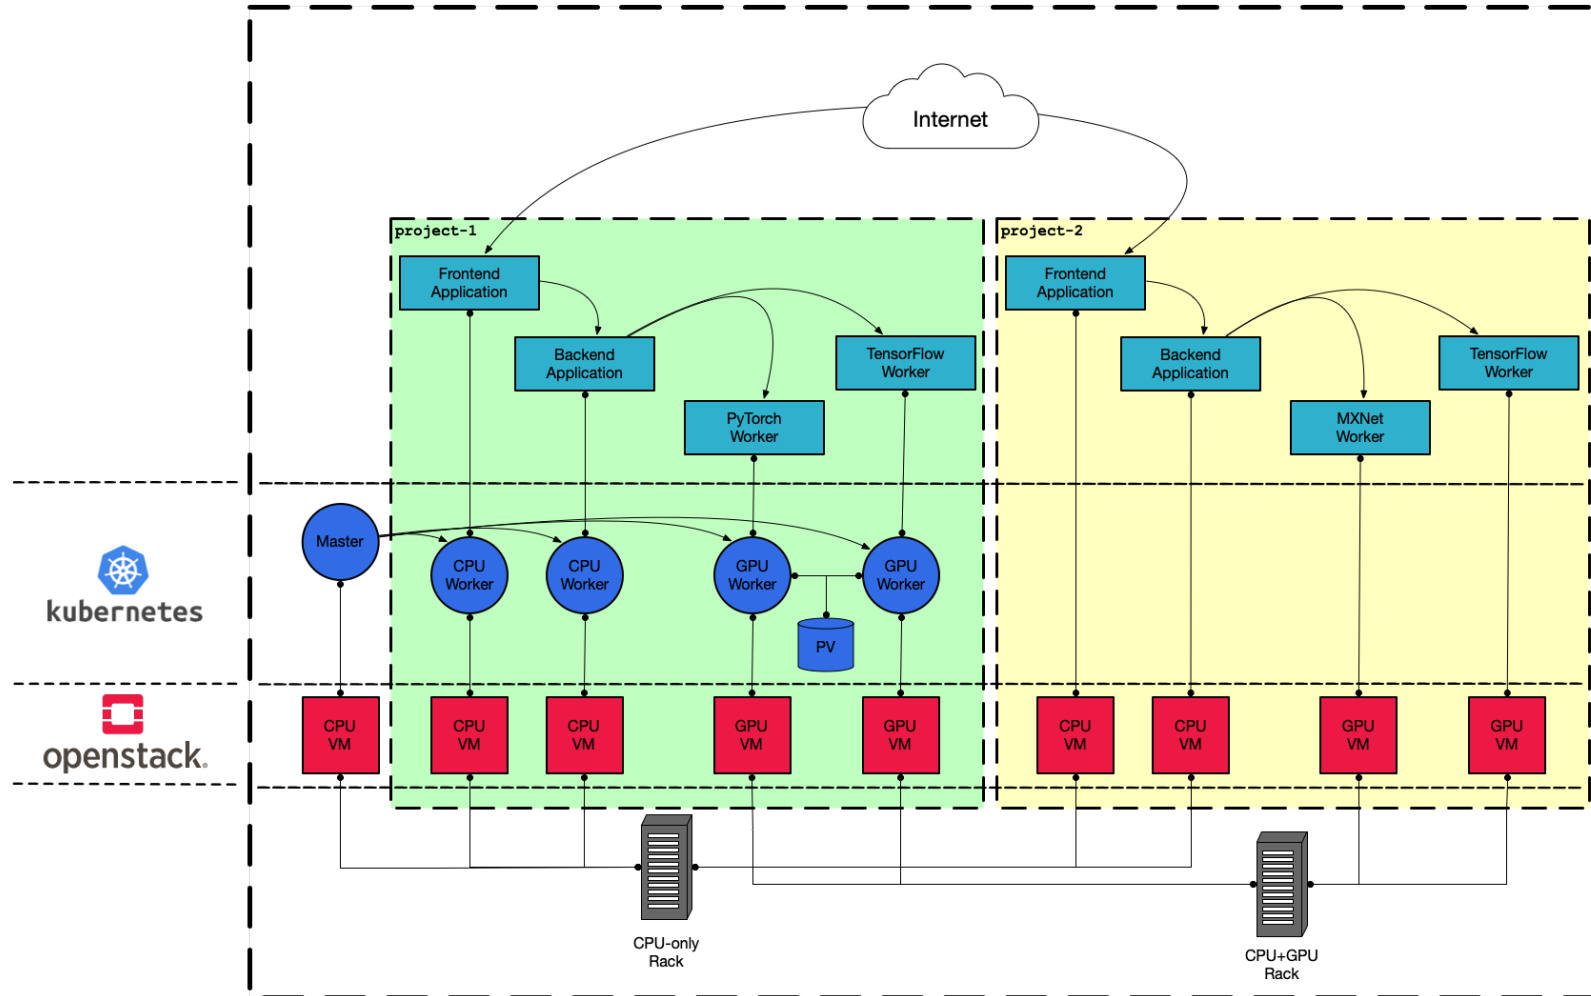 Internet
project-1
project-2
Frontend
Application
Frontend
Application
Backend
Application
TensorFlow
Worker
Backend
Application
TensorFlow
Worker
PyTorch
Worker
MXNet
Worker
Master
CPU
Worker
CPU
Worker
GPU
Worker
GPU
Worker
kubernetes
PV
openstack.
CPU
VM
CPU
VM
CPU
VM
GPU
VM
GPU
VM
CPU
VM
CPU
VM
GPU
VM
GPU
VM
CPU-only
Rack
CPU+GPU
Rack